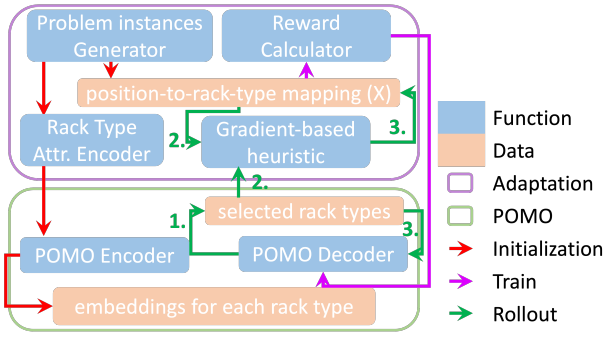 Problem instances
Generator
Reward
Calculator
position-to-rack-type mapping (X)
Rack Type
Attr. Encoder
2.
Gradient-based
heuristic
3.
2.
1.
selected rack types
3.
POMO Encoder
POMO Decoder
embeddings for each rack type
Function
Data
Adaptation
POMO
Initialization
Train
Rollout